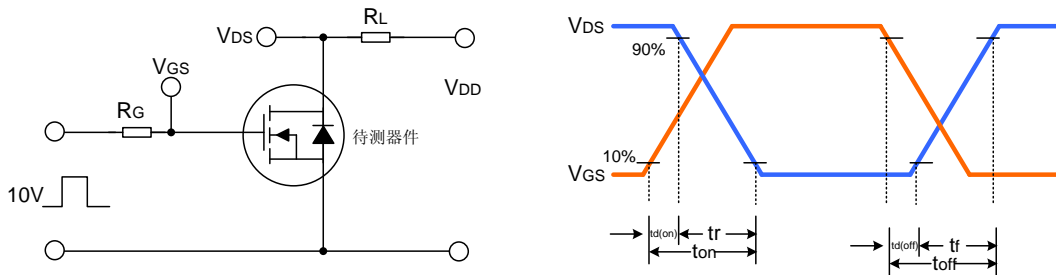 VDS
RL
VGS
VDD
RG
待测器件
10V
VDS
90%
10%
VGS
td(on)
tr
ton
td(off)
tf
toff